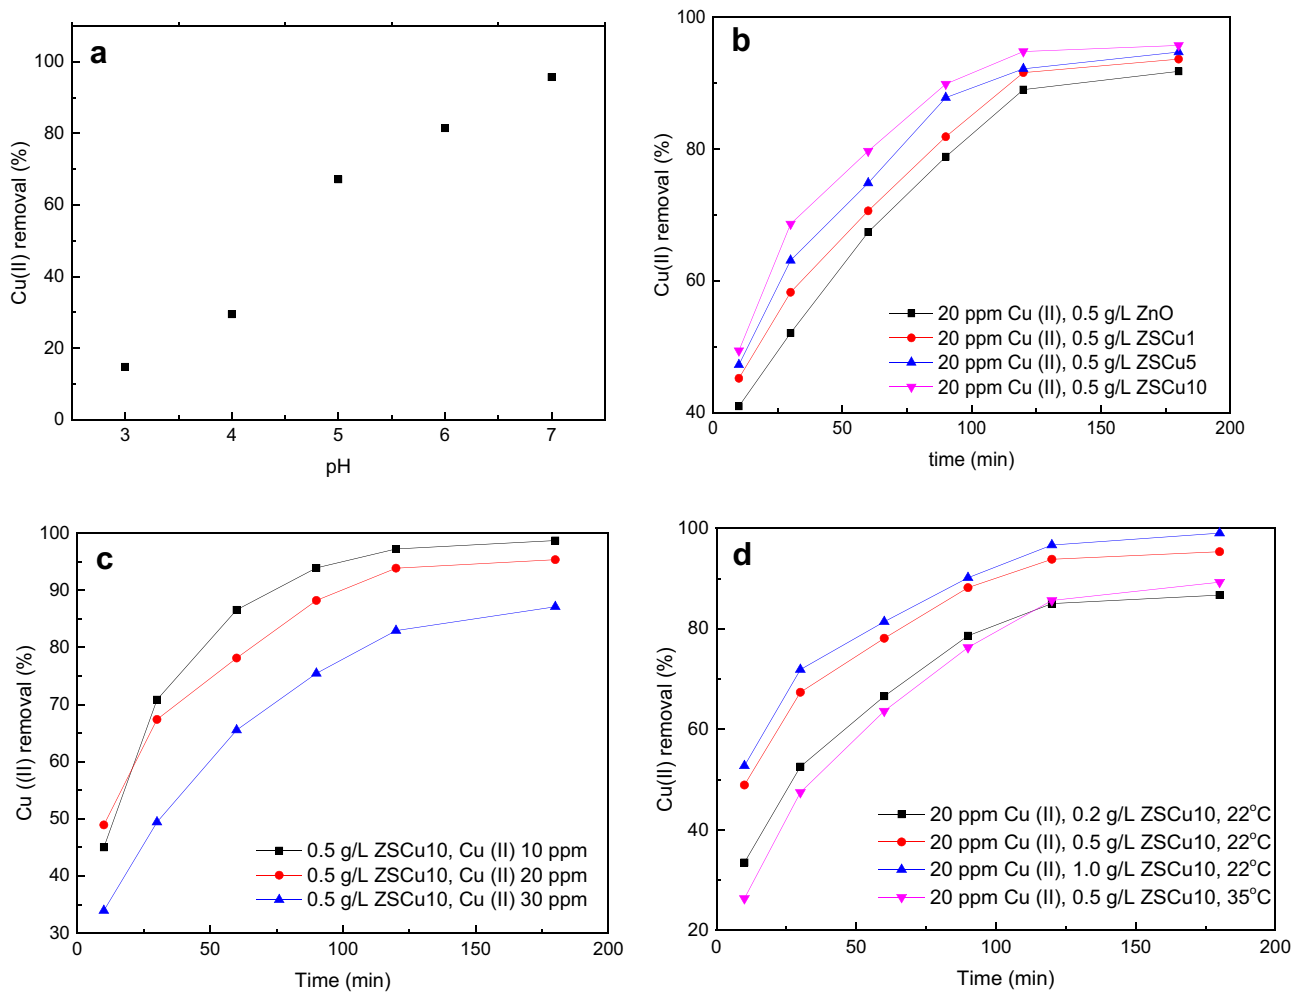 a
100
80
60
40
20
0
Cu(II) removal (%)
3 4 5 6 7
pH
b
100
80
60
40
Cu(II) removal (%)
20 ppm Cu (II), 0.5 g/L ZnO
20 ppm Cu (II), 0.5 g/L ZSCu1
20 ppm Cu (II), 0.5 g/L ZSCu5
20 ppm Cu (II), 0.5 g/L ZSCu10
0 50 100 150 200
time (min)
c
100
90
80
70
60
50
40
30
Cu ((II) removal (%)
0.5 g/L ZSCu10, Cu (II) 10 ppm
0.5 g/L ZSCu10, Cu (II) 20 ppm
0.5 g/L ZSCu10, Cu (II) 30 ppm
0 50 100 150 200
Time (min)
d
100
80
60
40
20
Cu(II) removal (%)
20 ppm Cu (II), 0.2 g/L ZSCu10, 22°C
20 ppm Cu (II), 0.5 g/L ZSCu10, 22°C
20 ppm Cu (II), 1.0 g/L ZSCu10, 22°C
20 ppm Cu (II), 0.5 g/L ZSCu10, 35°C
0 50 100 150 200
Time (min)